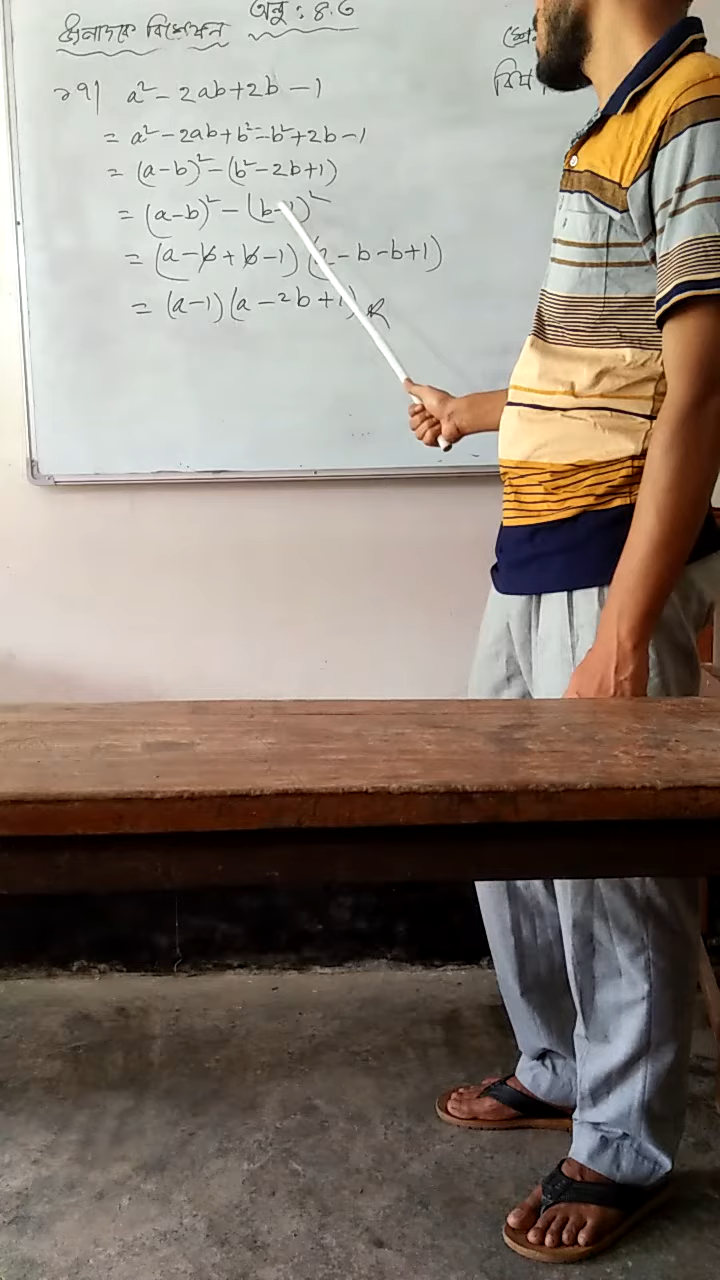 উৎপাদকে বিশ্লেষণ অনু : ৪.৩
২৭| a² - 2ab + 2b - 1
= a² - 2ab + b² - b² + 2b - 1
= (a-b)² - (b² - 2b + 1)
= (a-b)² - (b-1)²
= (a - b + b - 1) (a - b - b + 1)
= (a-1) (a - 2b + 1)